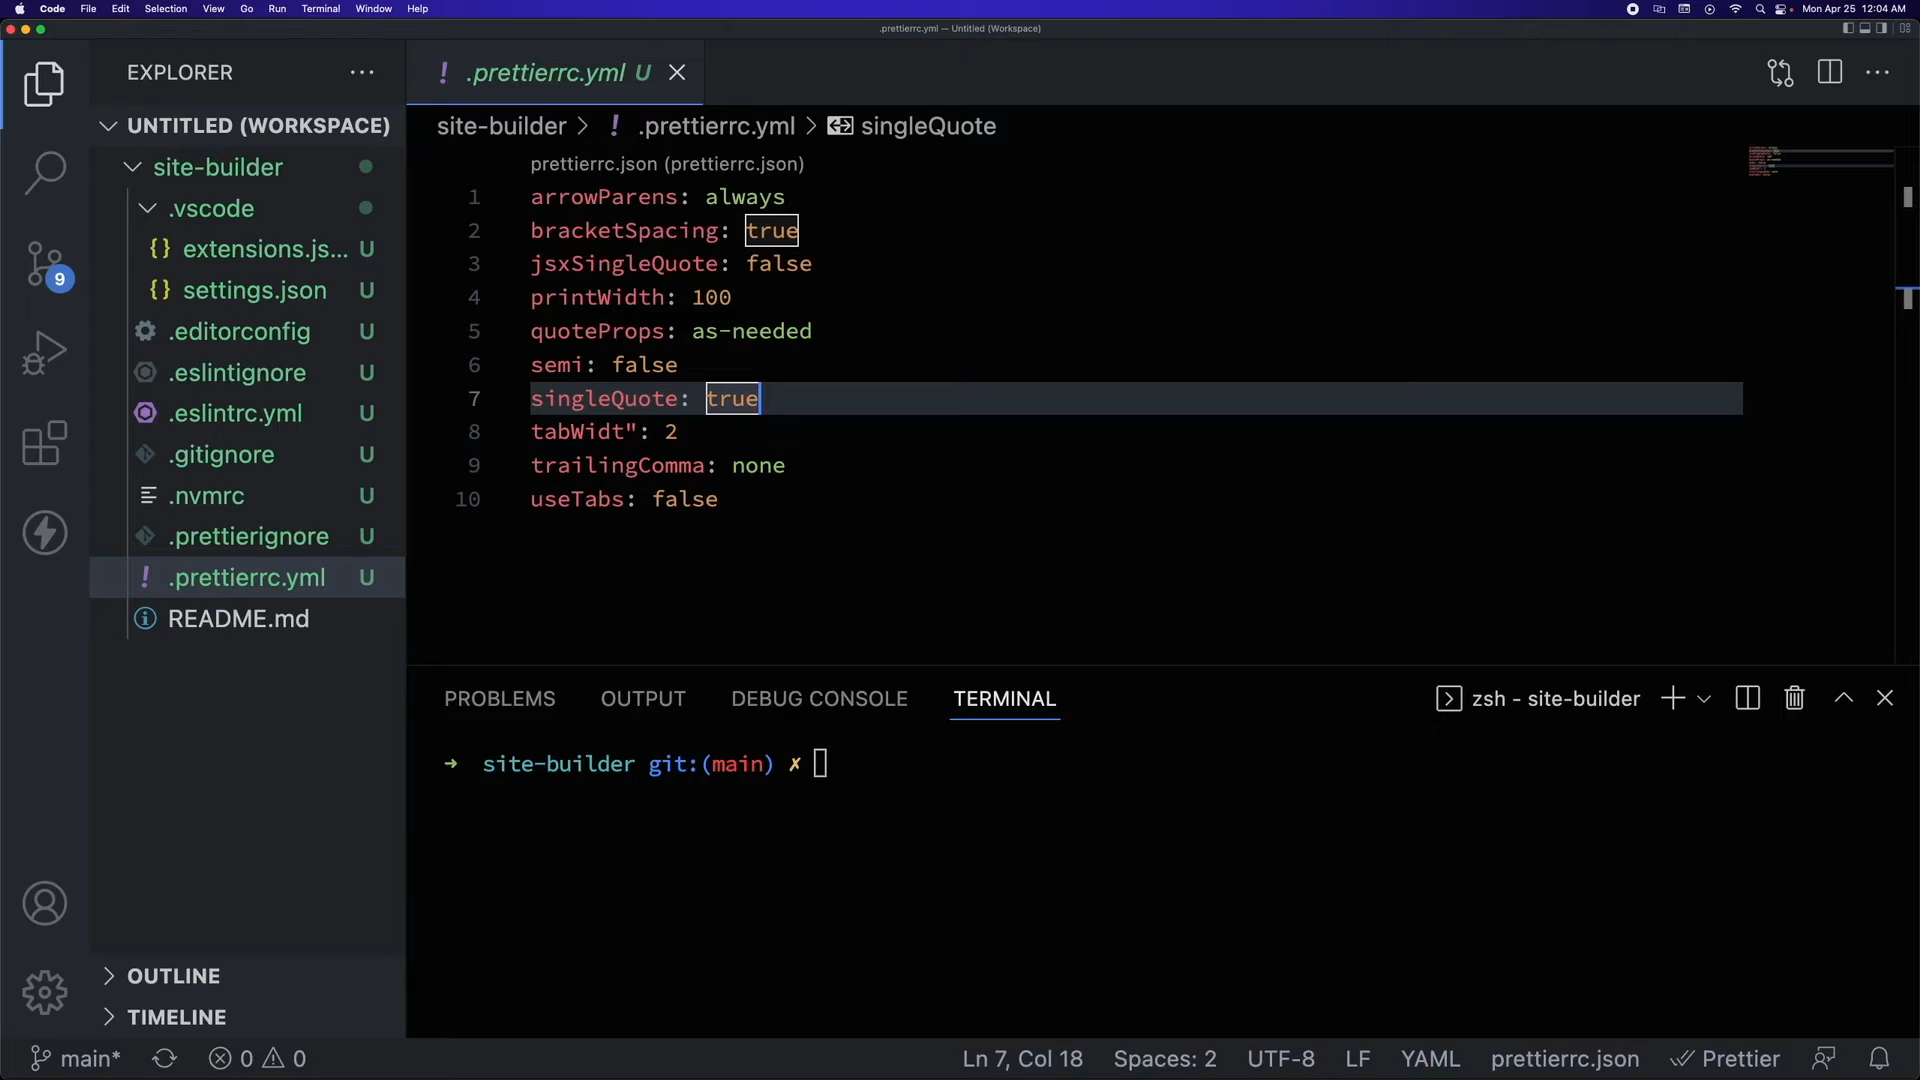 Code File Edit Selection View Go Run Terminal Window Help Mon Apr 25 12:04 AM
.prettierrc.yml — Untitled (Workspace)
EXPLORER
.prettierrc.yml U
UNTITLED (WORKSPACE)
site-builder
.vscode
extensions.js... U
settings.json U
.editorconfig U
.eslintignore U
.eslintrc.yml U
.gitignore U
.nvmrc U
.prettierignore U
.prettierrc.yml U
README.md
9
OUTLINE
TIMELINE
site-builder > ! .prettierrc.yml > singleQuote
prettierrc.json (prettierrc.json)
1 arrowParens: always
2 bracketSpacing: true
3 jsxSingleQuote: false
4 printWidth: 100
5 quoteProps: as-needed
6 semi: false
7 singleQuote: true
8 tabWidt": 2
9 trailingComma: none
10 useTabs: false
PROBLEMS OUTPUT DEBUG CONSOLE TERMINAL zsh - site-builder
➜ site-builder git:(main) ✗
main* 0 0 Ln 7, Col 18 Spaces: 2 UTF-8 LF YAML prettierrc.json Prettier